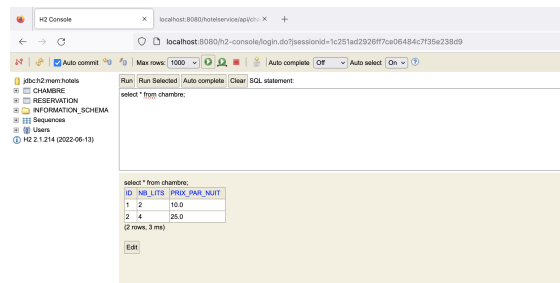 H2 Console
localhost:8080/hotelservice/api/cha
localhost:8080/h2-console/login.do?jsessionid=1c251ad2926ff7ce06484c7f35e238d9
Auto commit Max rows: 1000 Auto complete Off Auto select On
jdbc:h2:mem:hotels
CHAMBRE
RESERVATION
INFORMATION_SCHEMA
Sequences
Users
H2 2.1.214 (2022-06-13)
Run Run Selected Auto complete Clear SQL statement:
select * from chambre;
select * from chambre;
ID NB_LITS PRIX_PAR_NUIT
1 2 10.0
2 4 25.0
(2 rows, 3 ms)
Edit